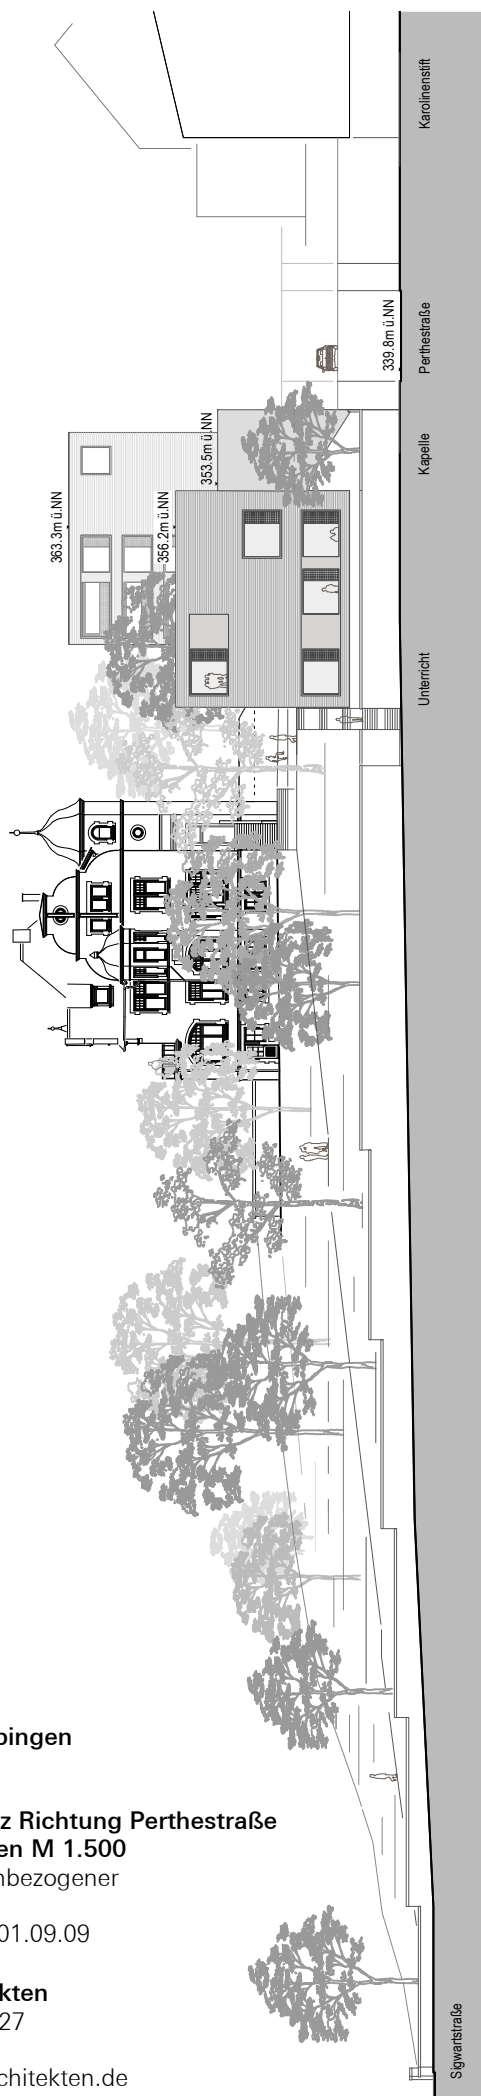 Karolinenstift
Perthestraße
339.8m ü.NN
Kapelle
353.5m ü.NN
363.3m ü.NN
356.2m ü.NN
Unterricht
Sigwartstraße
bingen
z Richtung Perthestraße
en M 1.500
nbezogener
01.09.09
kten
27
chitekten.de